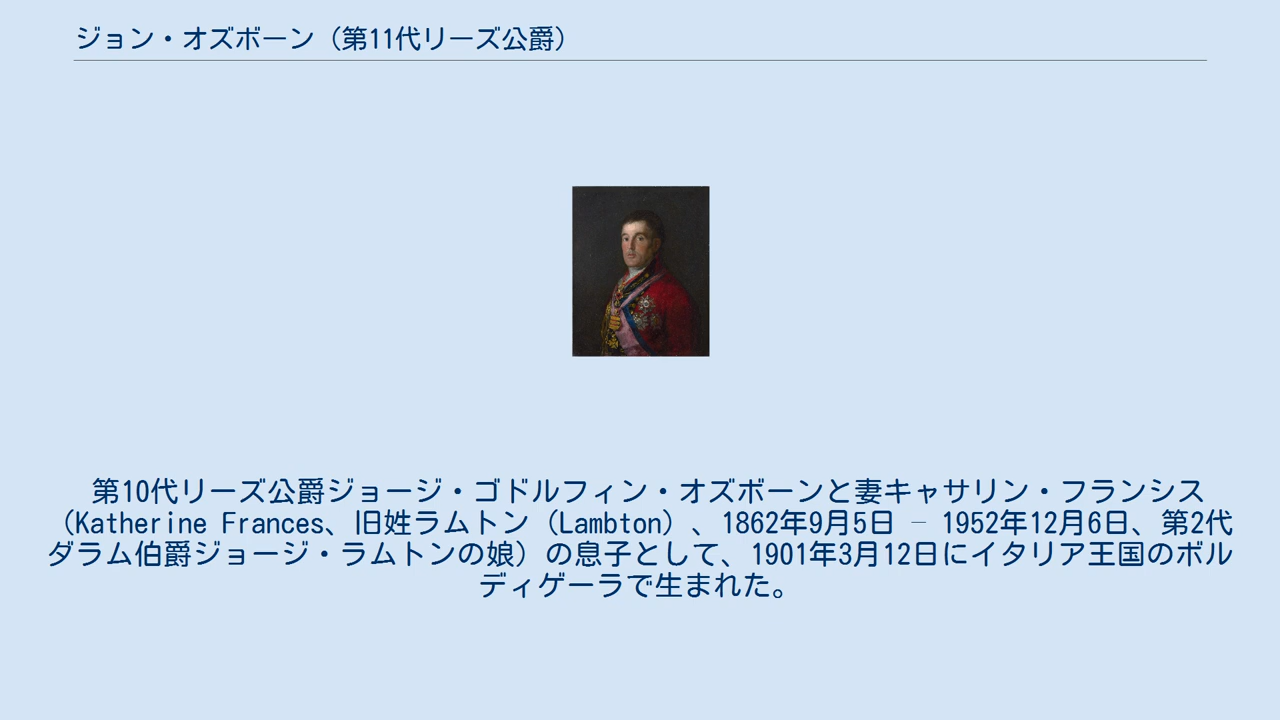 ジョン・オズボーン（第11代リーズ公爵）
第10代リーズ公爵ジョージ・ゴドルフィン・オズボーンと妻キャサリン・フランシス
（Katherine Frances、旧姓ラムトン（Lambton）、1862年9月5日 – 1952年12月6日、第2代
ダラム伯爵ジョージ・ラムトンの娘）の息子として、1901年3月12日にイタリア王国のボル
ディゲーラで生まれた。